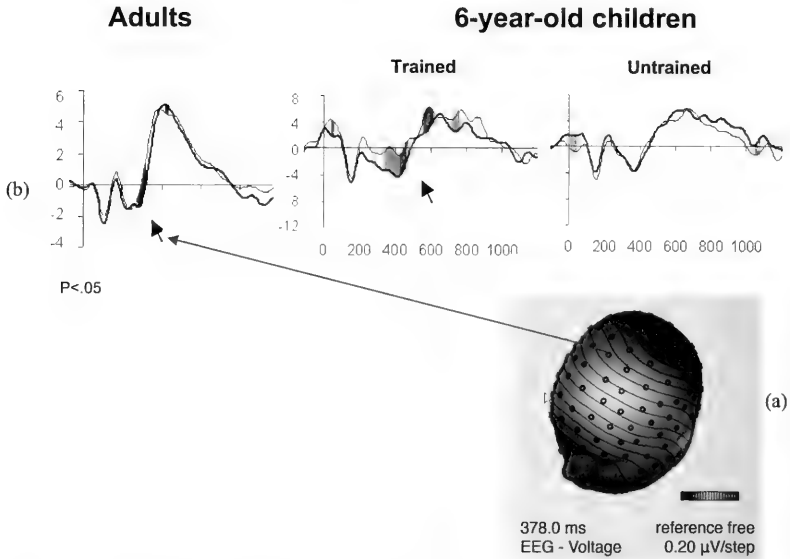 Adults 6-year-old children
Trained Untrained
6 8
4 4
2
0 0
-2 -4
-4 -8
-12
0 200 400 600 800 1000 0 200 400 600 800 1000
(b)
P<.05
(a)
378.0 ms reference free
EEG - Voltage 0.20 µV/step